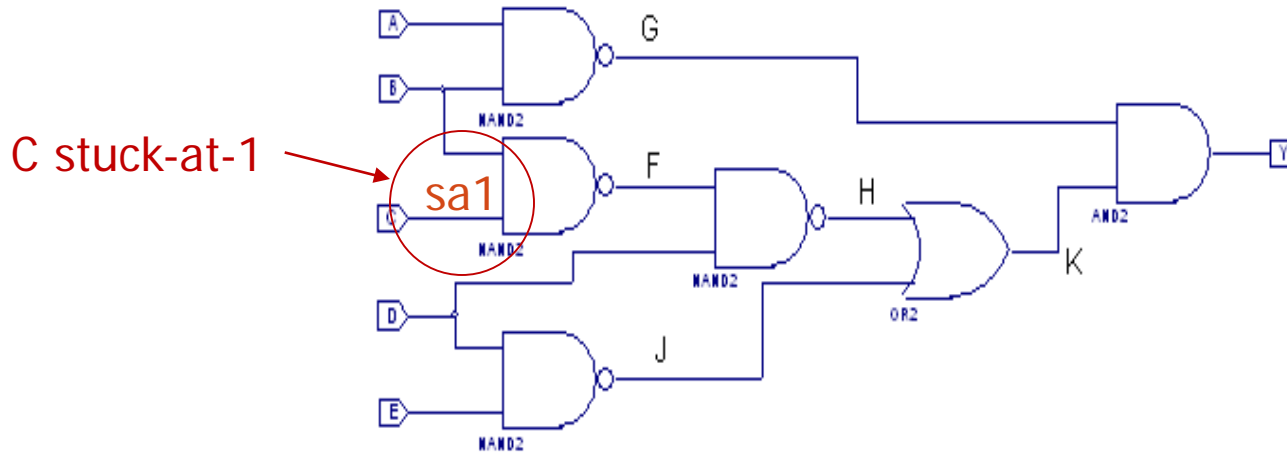 A
G
B
NAND2
C stuck-at-1
sa1
F
Y
C
H
NAND2
AND2
K
NAND2
D
OR2
J
E
NAND2